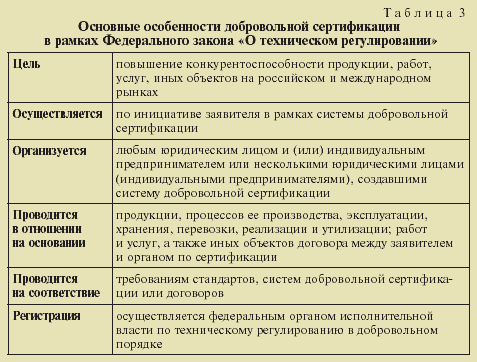 Таблица 3
Основные особенности добровольной сертификации
в рамках Федерального закона «О техническом регулировании»
Цель
повышение конкурентоспособности продукции, работ,
услуг, иных объектов на российском и международном
рынках
Осуществляется
по инициативе заявителя в рамках системы добровольной
сертификации
Организуется
любым юридическим лицом и (или) индивидуальным
предпринимателем или несколькими юридическими лицами
(индивидуальными предпринимателями), создавшими
систему добровольной сертификации
Проводится
в отношении
на основании
продукции, процессов ее производства, эксплуатации,
хранения, перевозки, реализации и утилизации; работ
и услуг, а также иных объектов договора между заявителем
и органом по сертификации
Проводится
на соответствие
требованиям стандартов, систем добровольной сертифика-
ции или договоров
Регистрация
осуществляется федеральным органом исполнительной
власти по техническому регулированию в добровольном
порядке